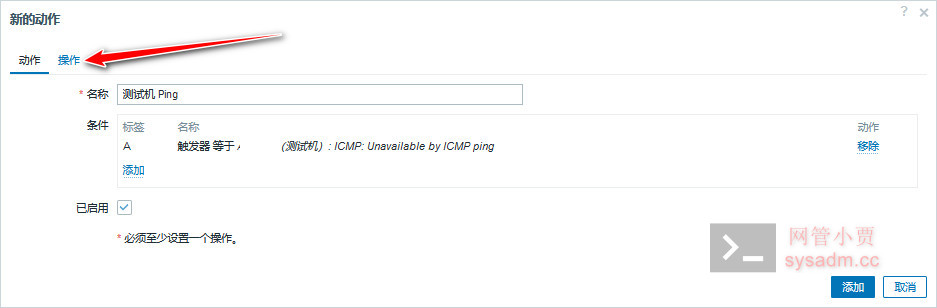 新的动作
? ×
动作 操作
* 名称 测试机 Ping
条件 标签 名称 动作
A 触发器 等于 (测试机) : ICMP: Unavailable by ICMP ping 移除
添加
已启用
* 必须至少设置一个操作。
网管小贾
sysadm.cc
添加 取消